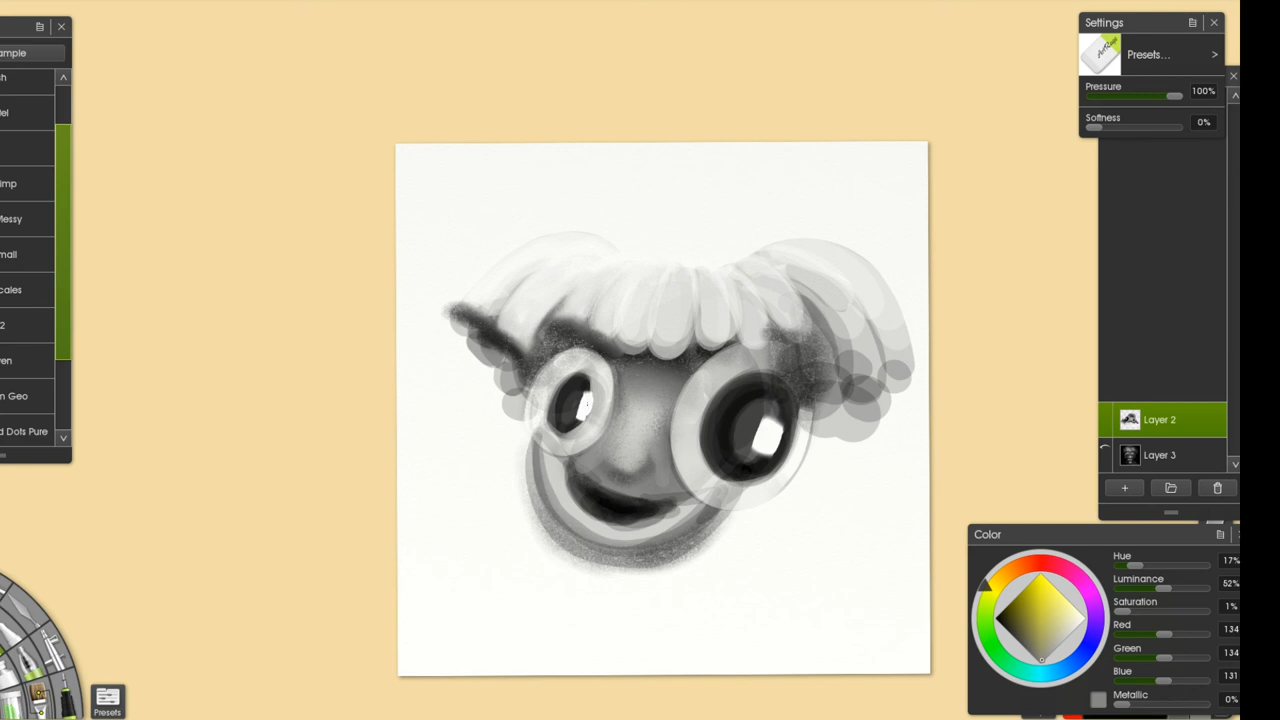 ample
h
el
imp
Messy
mall
cales
2
en
n Geo
d Dots Pure
Presets
Settings
ArtRage
Presets...
>
Pressure
100%
Softness
0%
Layer 2
Layer 3
+
Color
Hue
17%
Luminance
52%
Saturation
1%
Red
134
Green
134
Blue
131
Metallic
0%